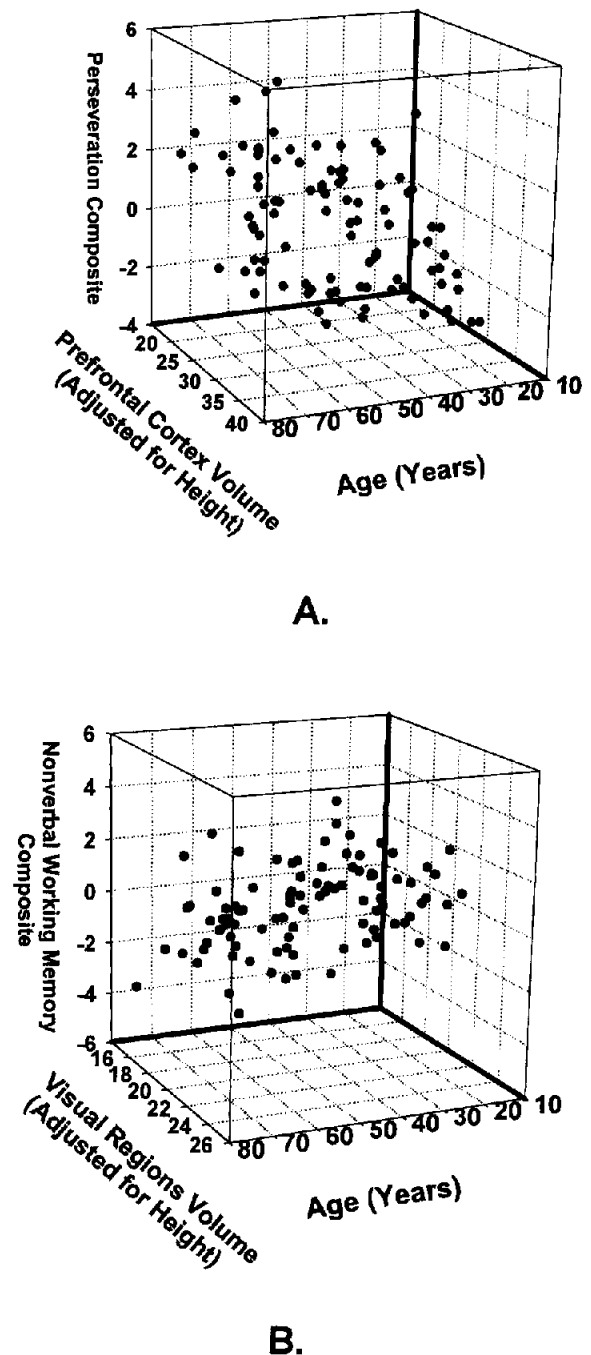 6
4
2
0
-2
-4
Perseveration Composite
20
25
30
35
40
Prefrontal Cortex Volume
(Adjusted for Height)
80 70 60 50 40 30 20 10
Age (Years)
A.
6
4
2
0
-2
-4
-6
Nonverbal Working Memory
Composite
16
18
20
22
24
26
Visual Regions Volume
(Adjusted for Height)
80 70 60 50 40 30 20 10
Age (Years)
B.